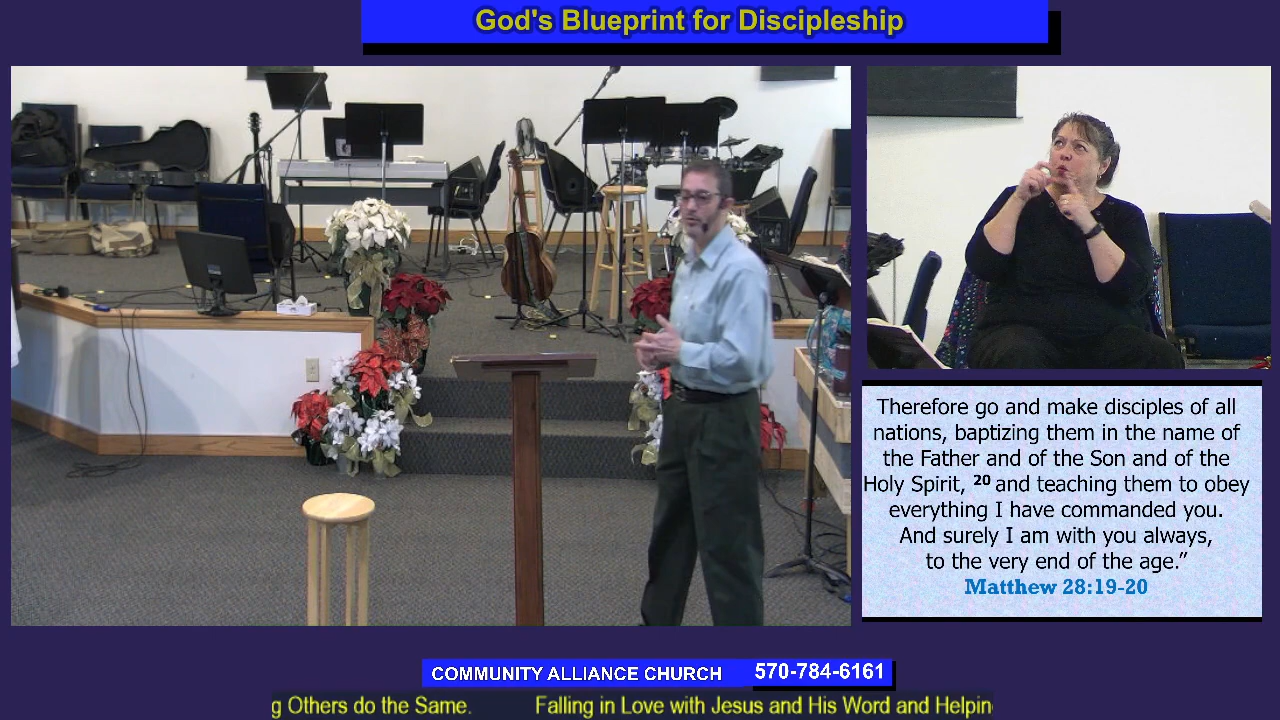 God's Blueprint for Discipleship
Therefore go and make disciples of all
nations, baptizing them in the name of
the Father and of the Son and of the
Holy Spirit, 20 and teaching them to obey
everything I have commanded you.
And surely I am with you always,
to the very end of the age.”
Matthew 28:19-20
COMMUNITY ALLIANCE CHURCH 570-784-6161
g Others do the Same. Falling in Love with Jesus and His Word and Helpin